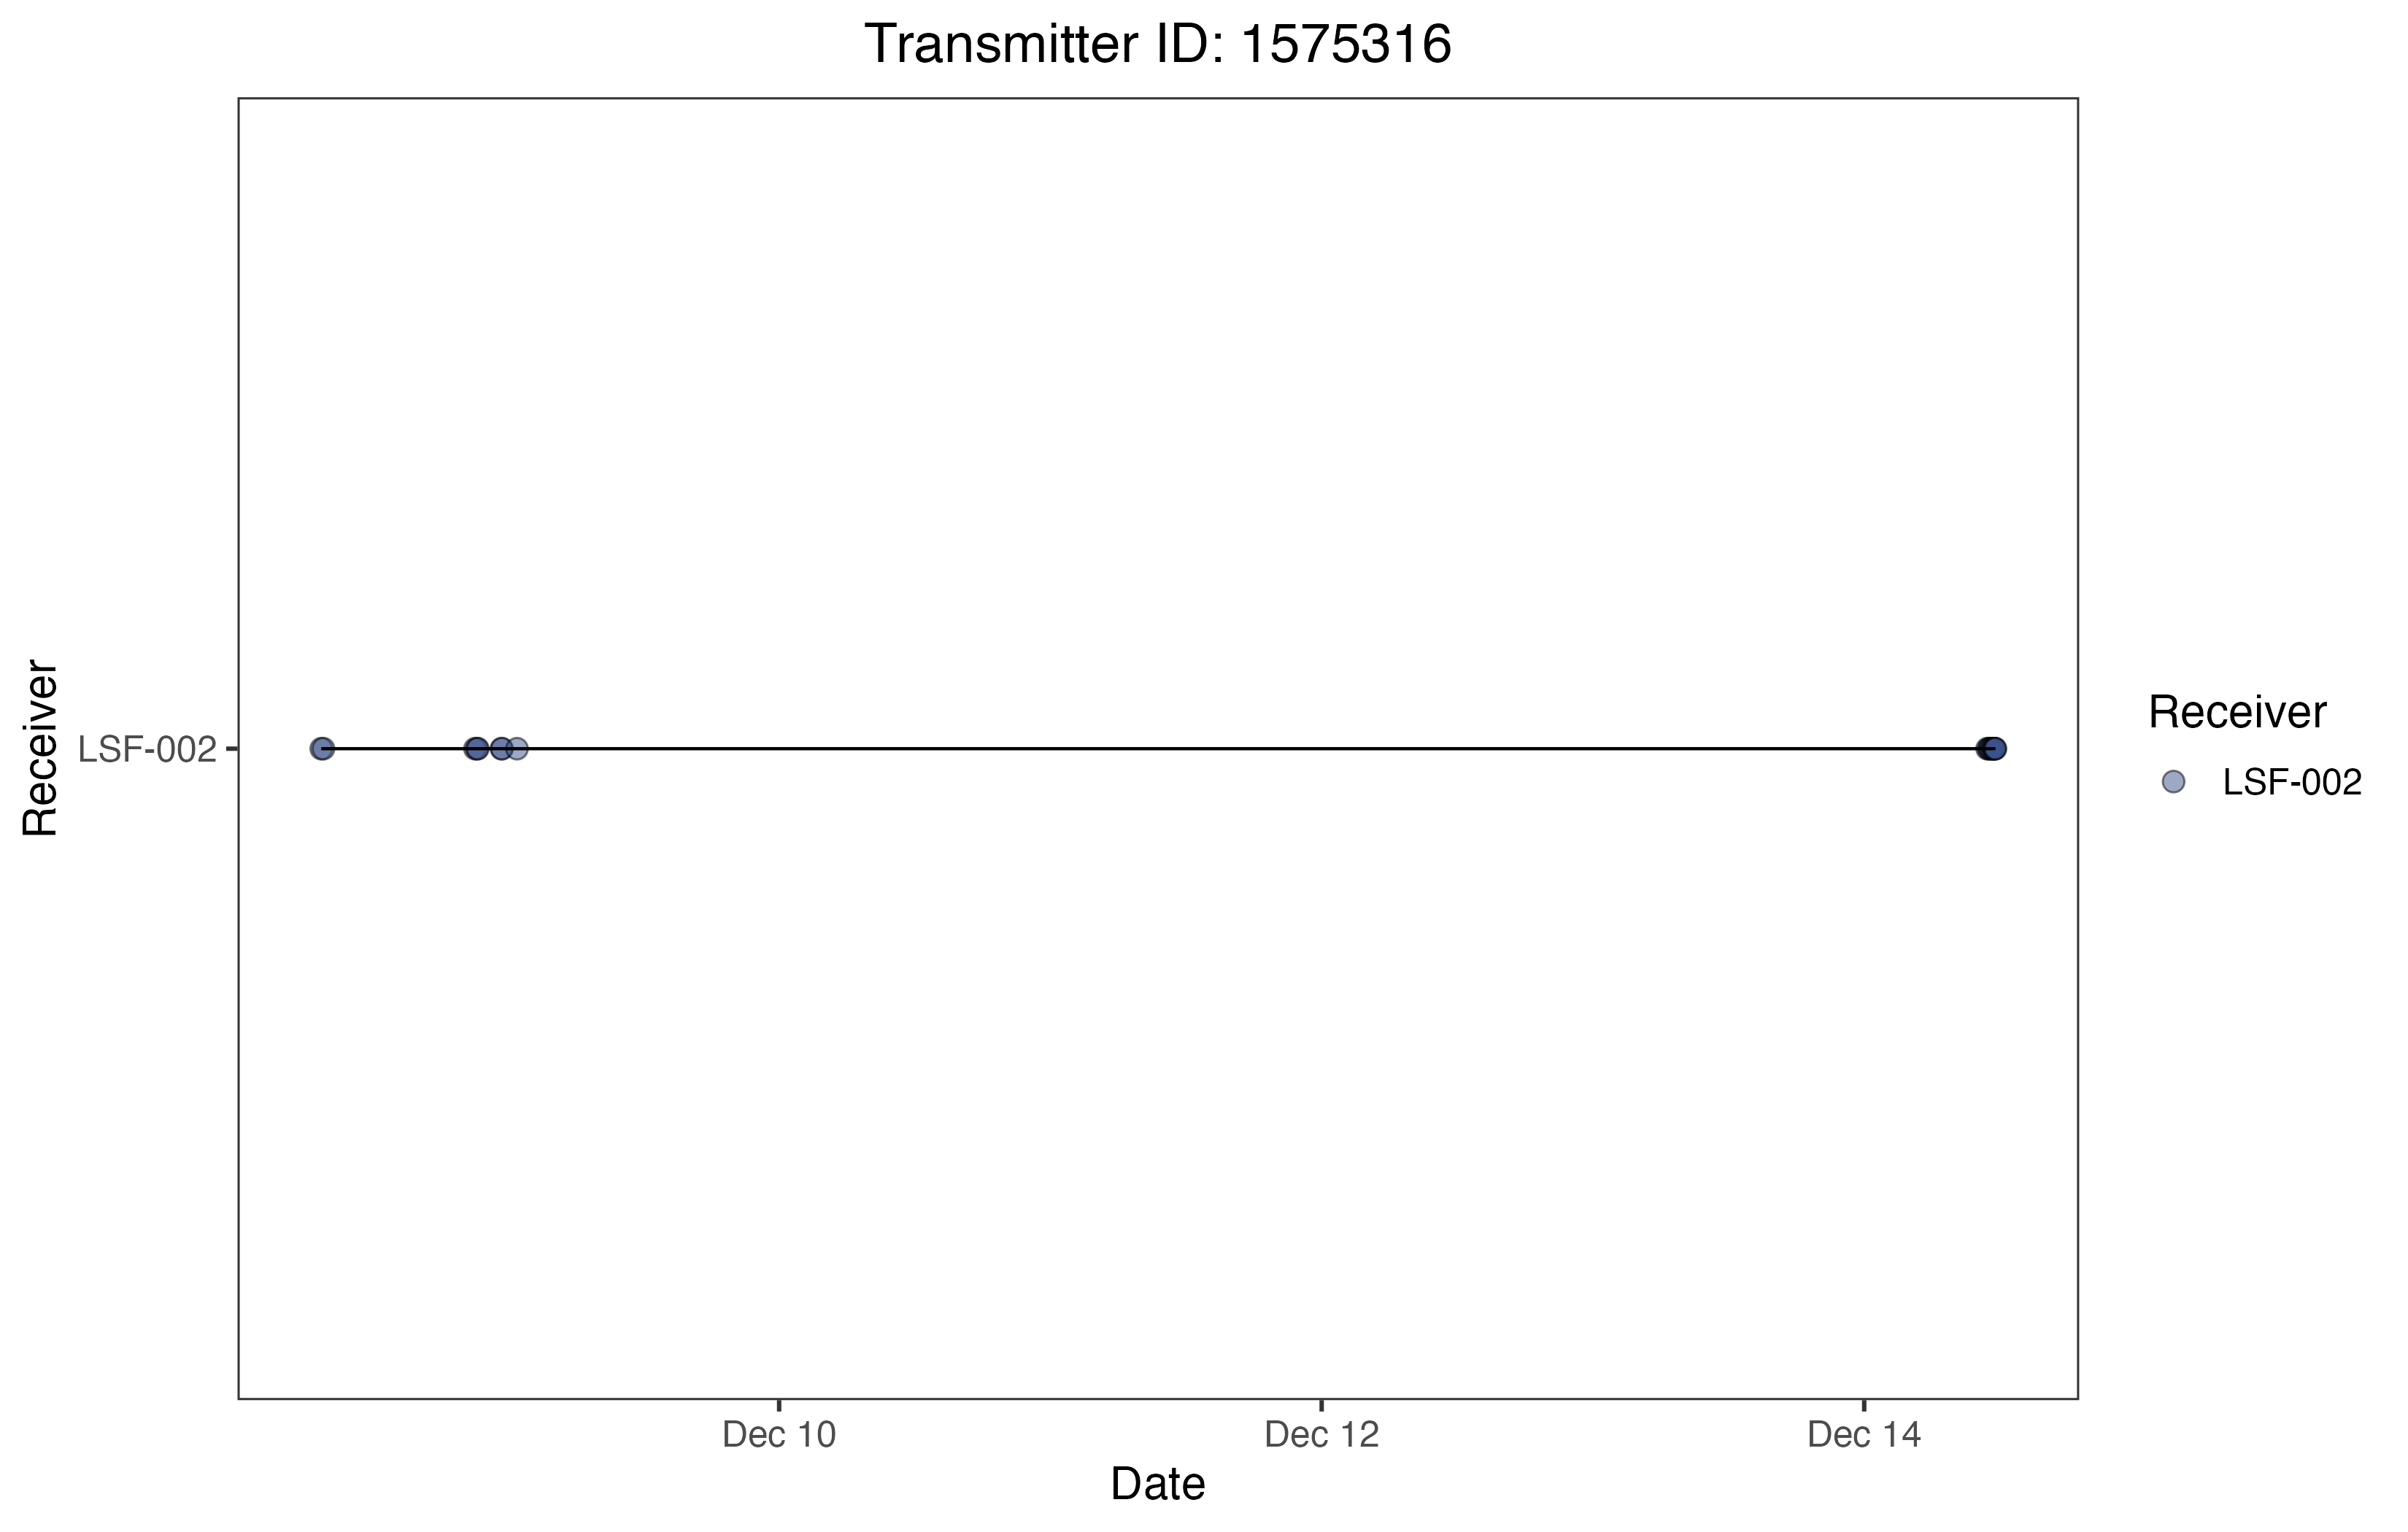 Transmitter ID: 1575316
Receiver
LSF-002
Receiver
LSF-002
Dec 10
Dec 12
Dec 14
Date